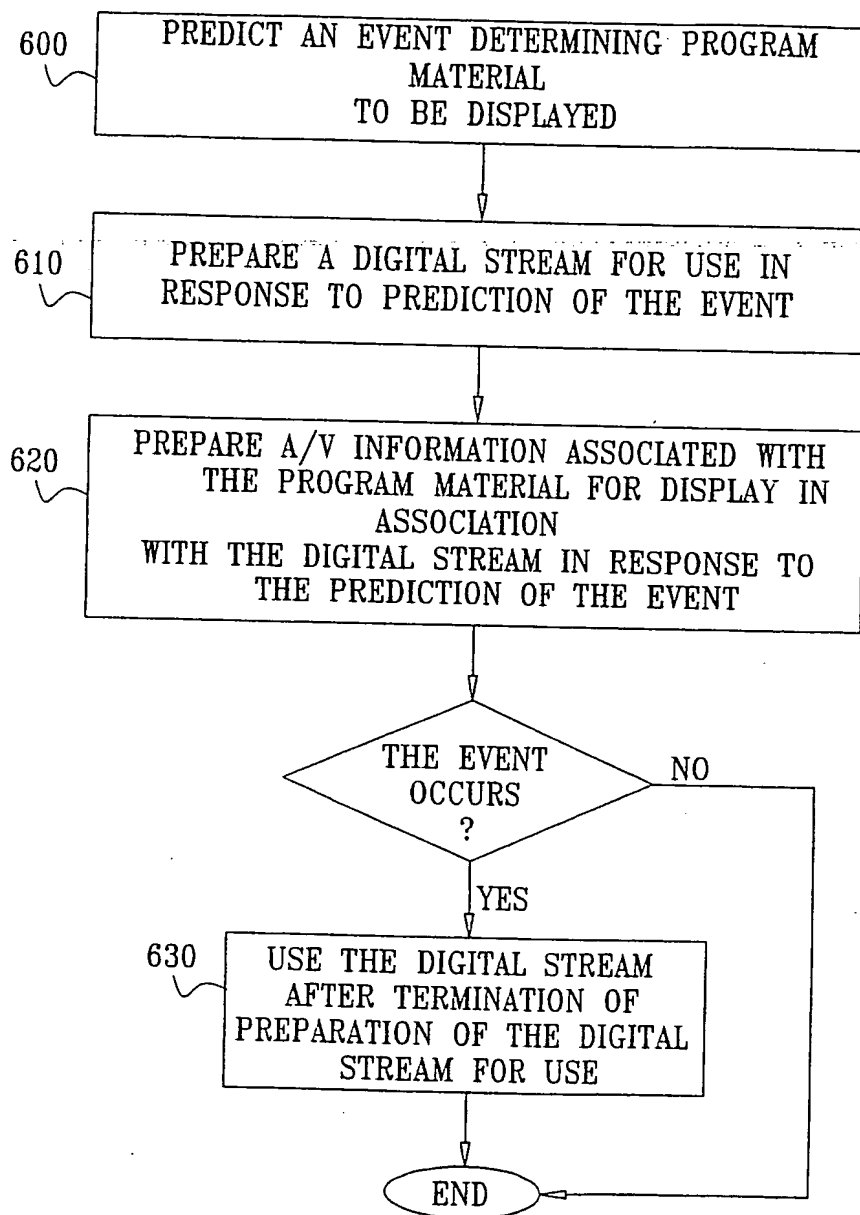 600
PREDICT AN EVENT DETERMINING PROGRAM
MATERIAL
TO BE DISPLAYED
610
PREPARE A DIGITAL STREAM FOR USE IN
RESPONSE TO PREDICTION OF THE EVENT
620
PREPARE A/V INFORMATION ASSOCIATED WITH
THE PROGRAM MATERIAL FOR DISPLAY IN
ASSOCIATION
WITH THE DIGITAL STREAM IN RESPONSE TO
THE PREDICTION OF THE EVENT
THE EVENT
OCCURS
?
NO
YES
630
USE THE DIGITAL STREAM
AFTER TERMINATION OF
PREPARATION OF THE DIGITAL
STREAM FOR USE
END